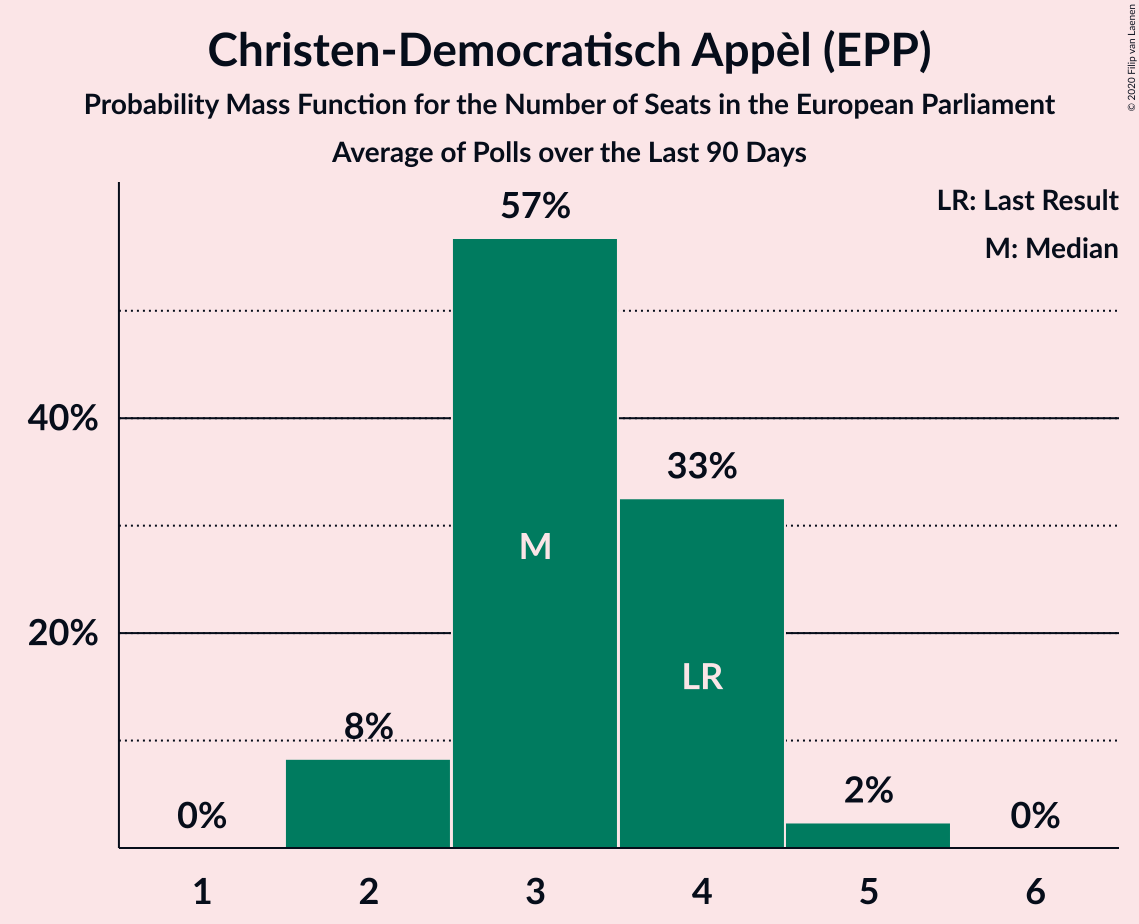 Christen-Democratisch Appèl (EPP)
Probability Mass Function for the Number of Seats in the European Parliament
Average of Polls over the Last 90 Days
© 2020 Filip van Laenen
LR: Last Result
M: Median
57%
40%
33%
M
20%
LR
8%
2%
0%
0%
1 2 3 4 5 6